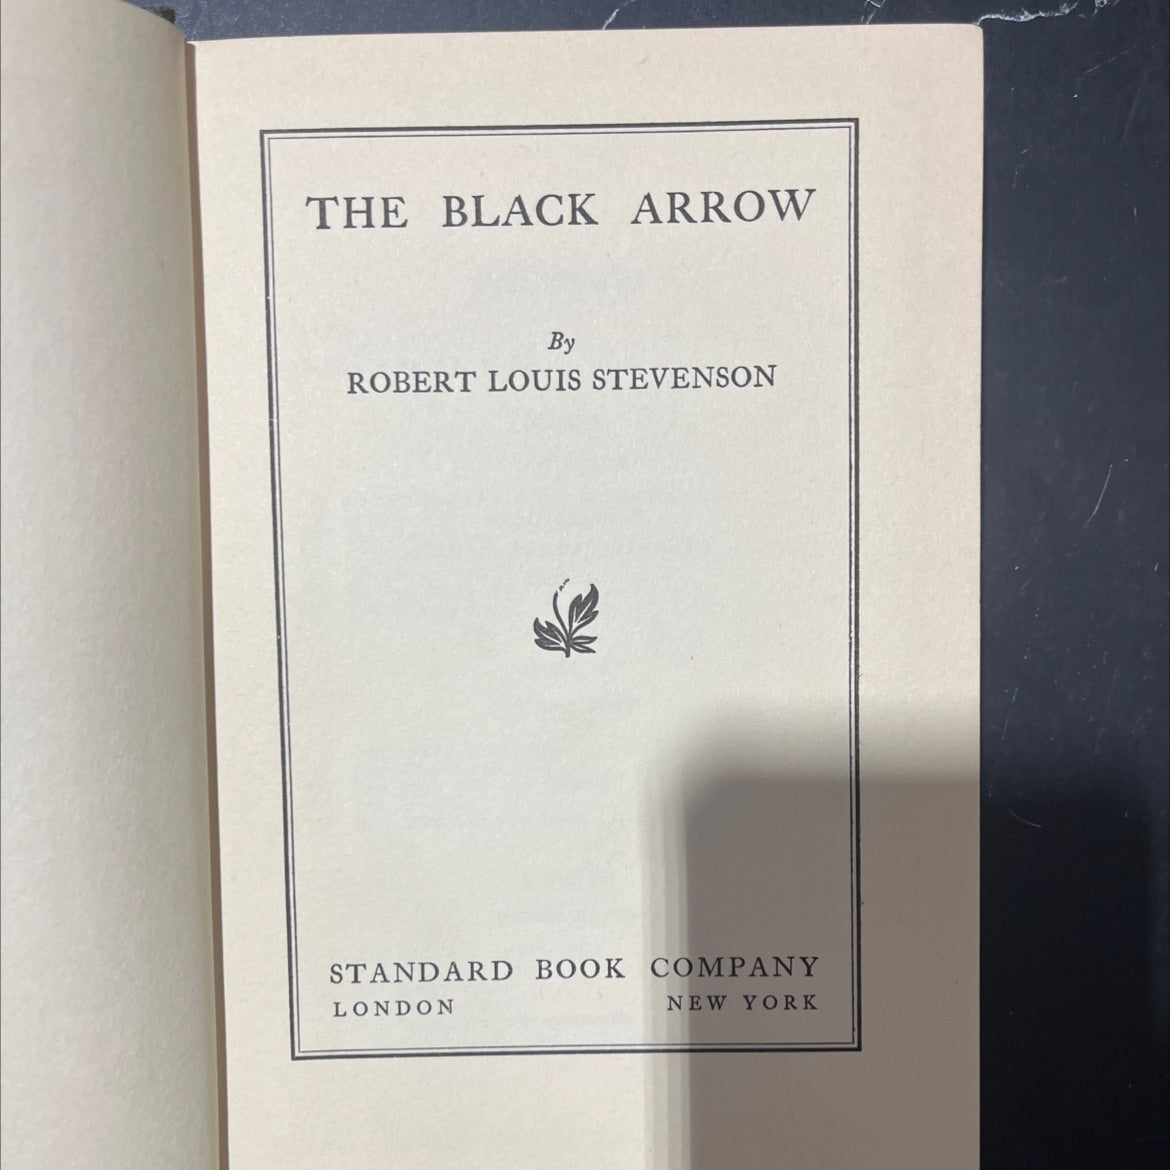 THE BLACK ARROW
By
ROBERT LOUIS STEVENSON
STANDARD BOOK COMPANY
LONDON NEW YORK